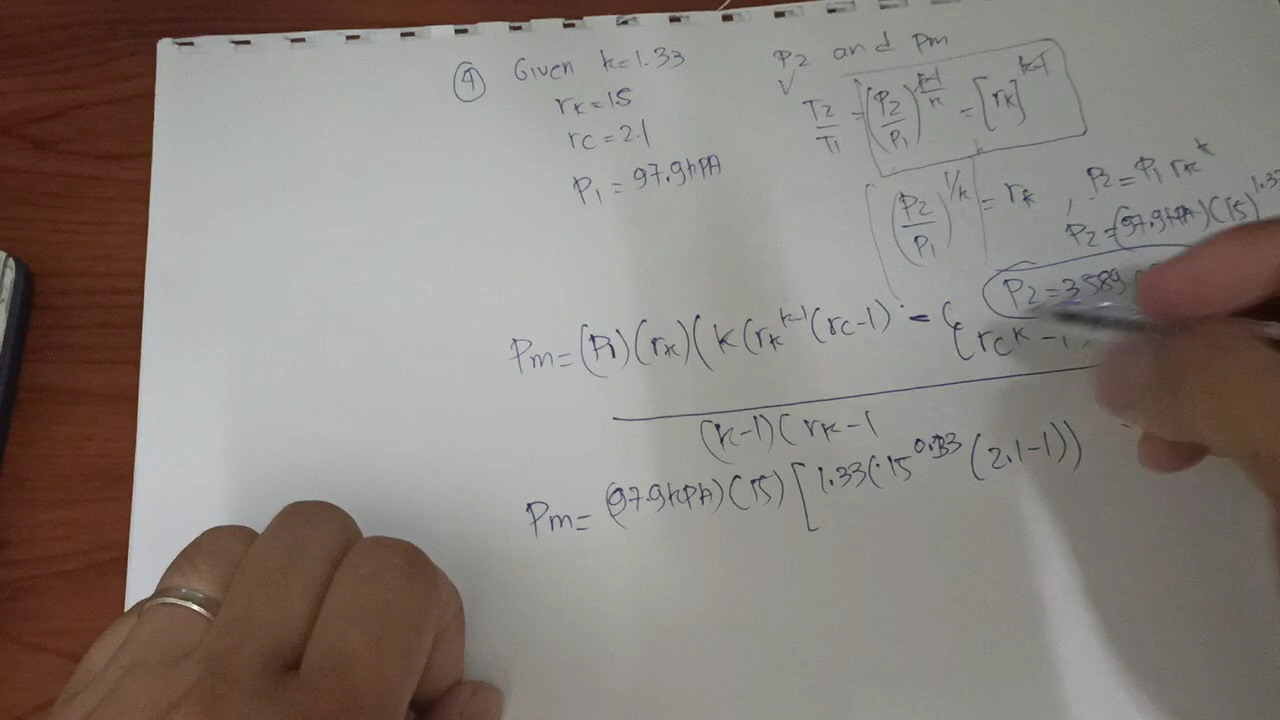 ④ Given k=1.33
rk=15
rc=2.1
P1=97.9kPA
P2 and Pm
√
T2/T1=(P2/P1)^(k-1/k)=[rk]^k-1
(P2/P1)^1/k=rk, P2=P1rk^k
P2=(97.9kPA)(15)^1.33
P2=3589
Pm=(P1)(rk)(k(rk^k-1(rc-1)-(rc^k-1)
(k-1)(rk-1
Pm=(97.9kPA)(15)[1.33(15^0.33(2.1-1))